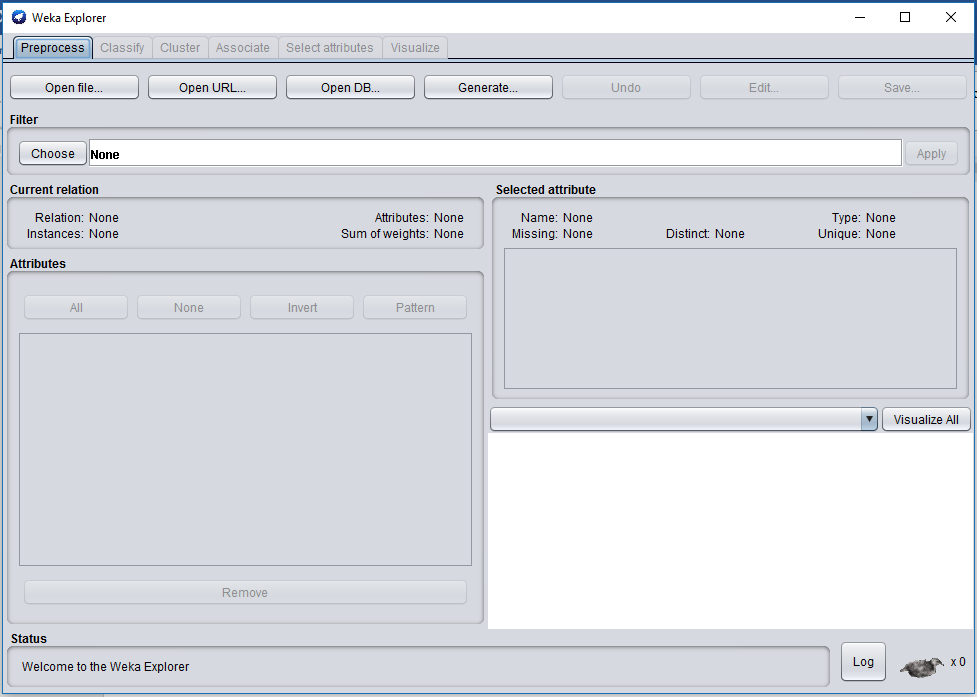 Weka Explorer
Preprocess Classify Cluster Associate Select attributes Visualize
Open file... Open URL... Open DB... Generate... Undo Edit... Save...
Filter
Choose None Apply
Current relation
Relation: None Attributes: None
Instances: None Sum of weights: None
Selected attribute
Name: None Type: None
Missing: None Distinct: None Unique: None
Attributes
All None Invert Pattern
Visualize All
Remove
Status
Welcome to the Weka Explorer
Log x 0